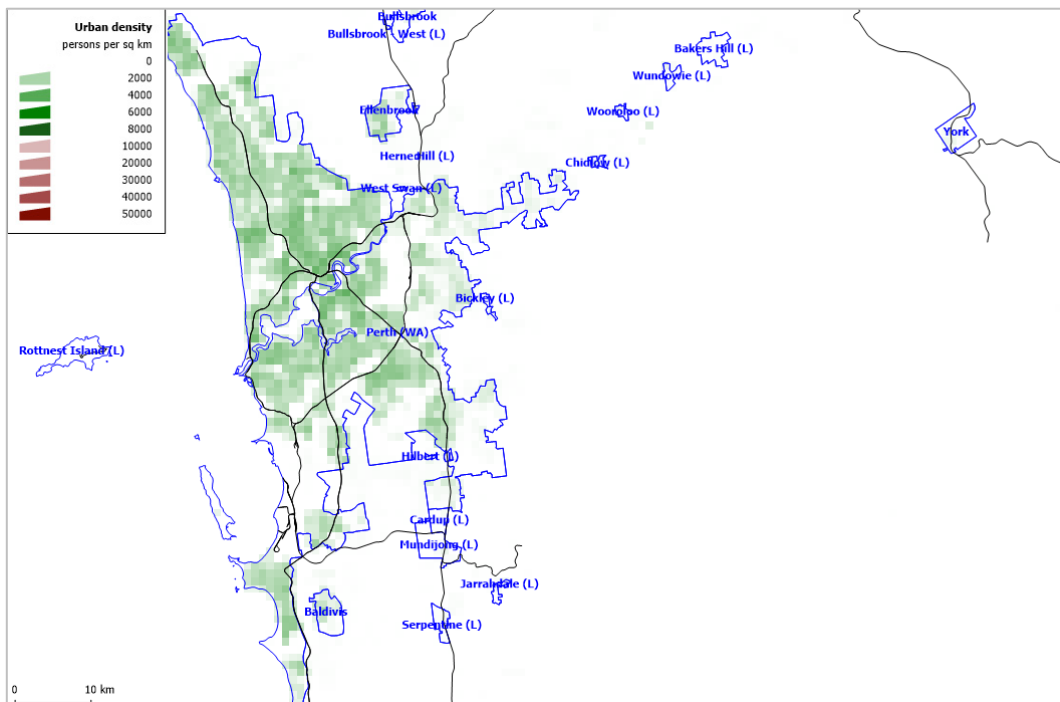 Urban density
persons per sq km
0
2000
4000
6000
8000
10000
20000
30000
40000
50000
Bullsbrook
Bullsbrook - West (L)
Bakers Hill (L)
Wundowie (L)
Ellenbrook
Wooroloo (L)
York
Herne Hill (L)
Chidlow (L)
West Swan (L)
Bickley (L)
Perth (WA)
Rottnest Island (L)
Hilbert (L)
Cardup (L)
Mundijong (L)
Jarrahdale (L)
Baldivis
Serpentine (L)
0 10 km